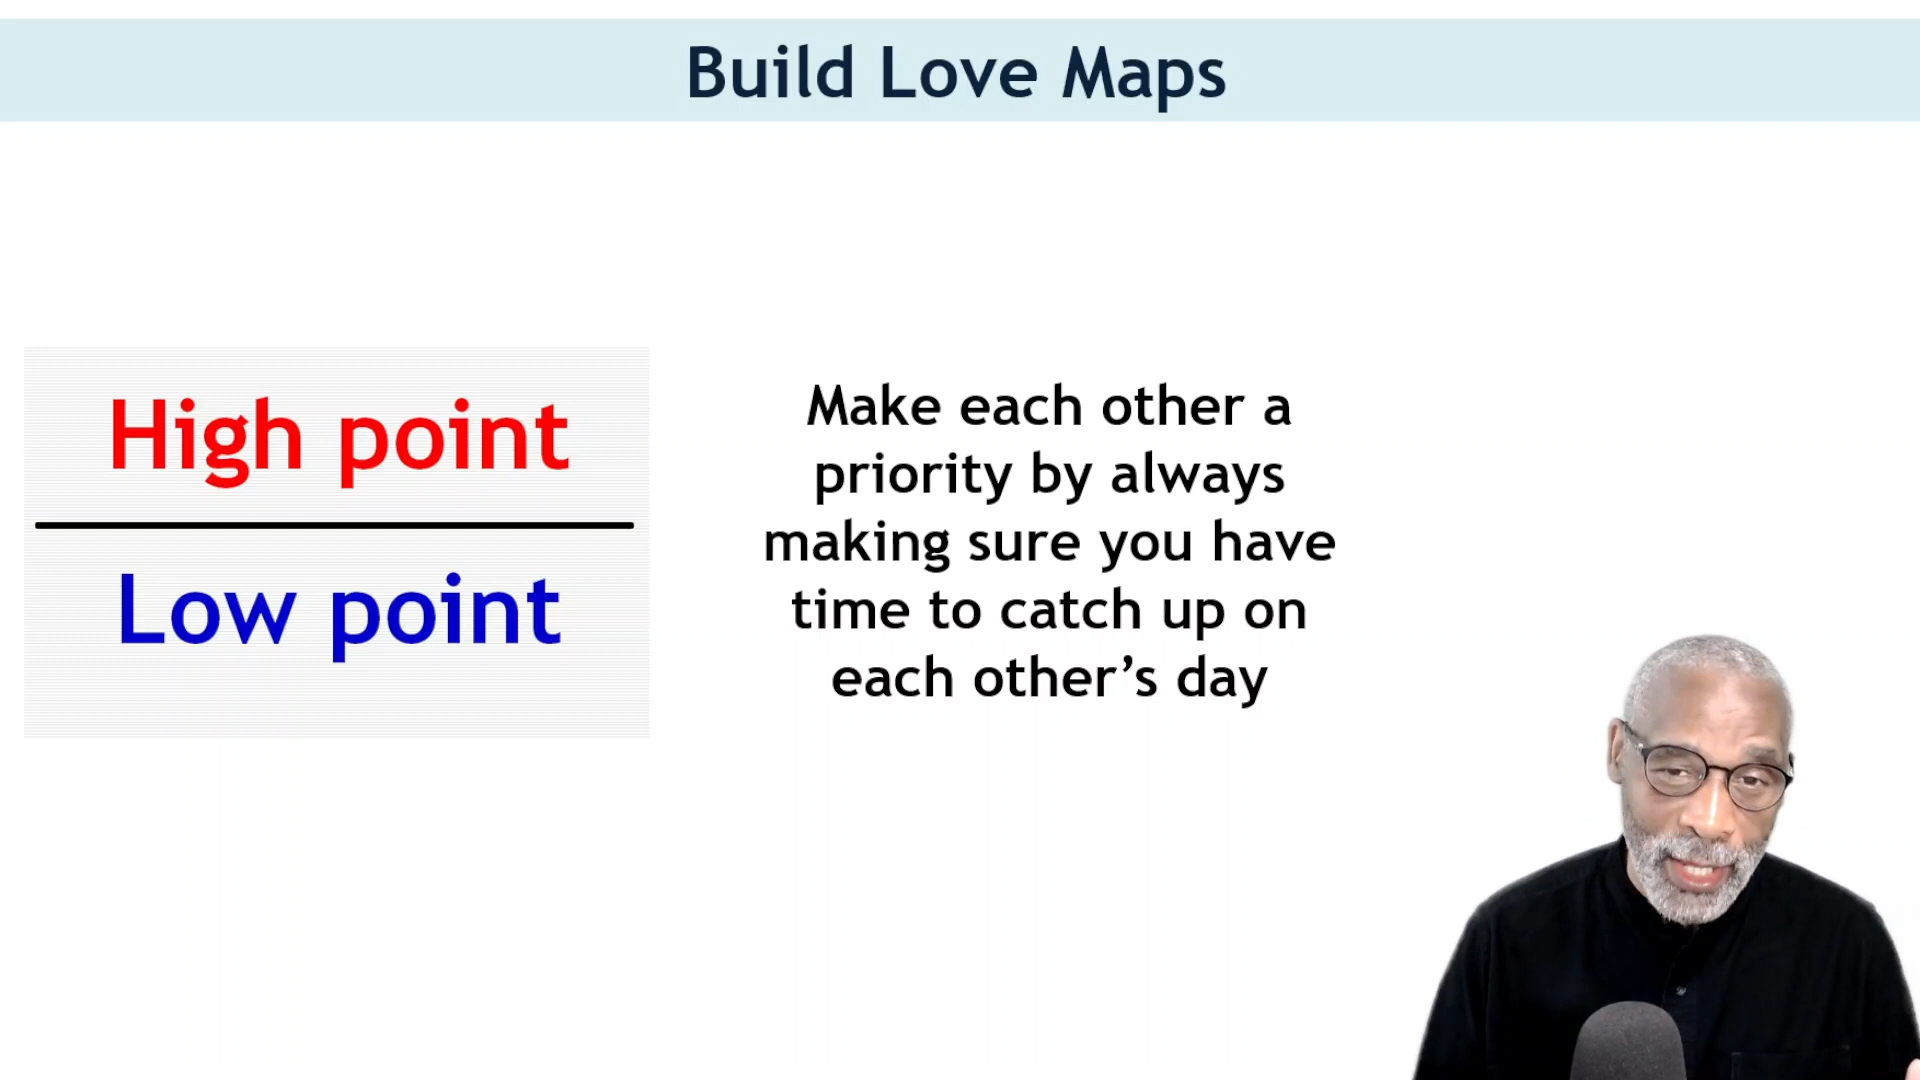 Build Love Maps
High point
Low point
Make each other a
priority by always
making sure you have
time to catch up on
each other’s day